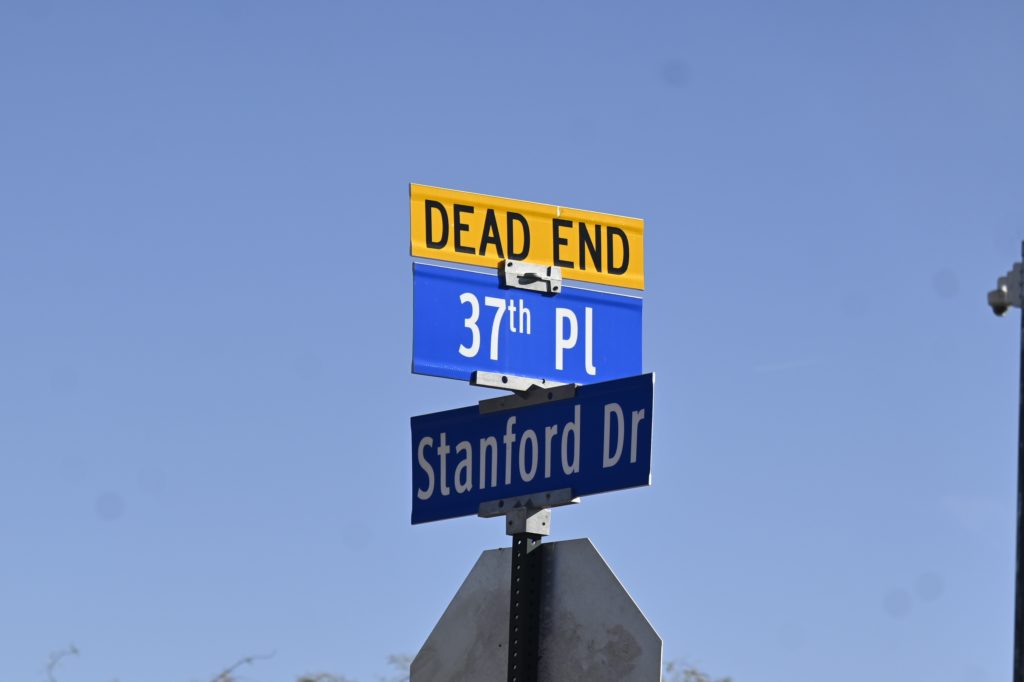 DEAD END
37th Pl
Stanford Dr